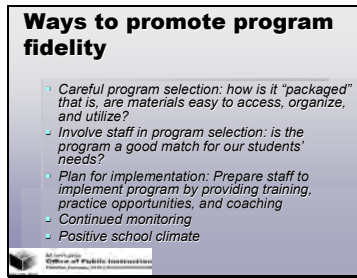 Ways to promote program
fidelity
Careful program selection: how is it “packaged”
that is, are materials easy to access, organize,
and utilize?
Involve staff in program selection: is the
program a good match for our students’
needs?
Plan for implementation: Prepare staff to
implement program by providing training,
practice opportunities, and coaching
Continued monitoring
Positive school climate
Office of Public Instruction